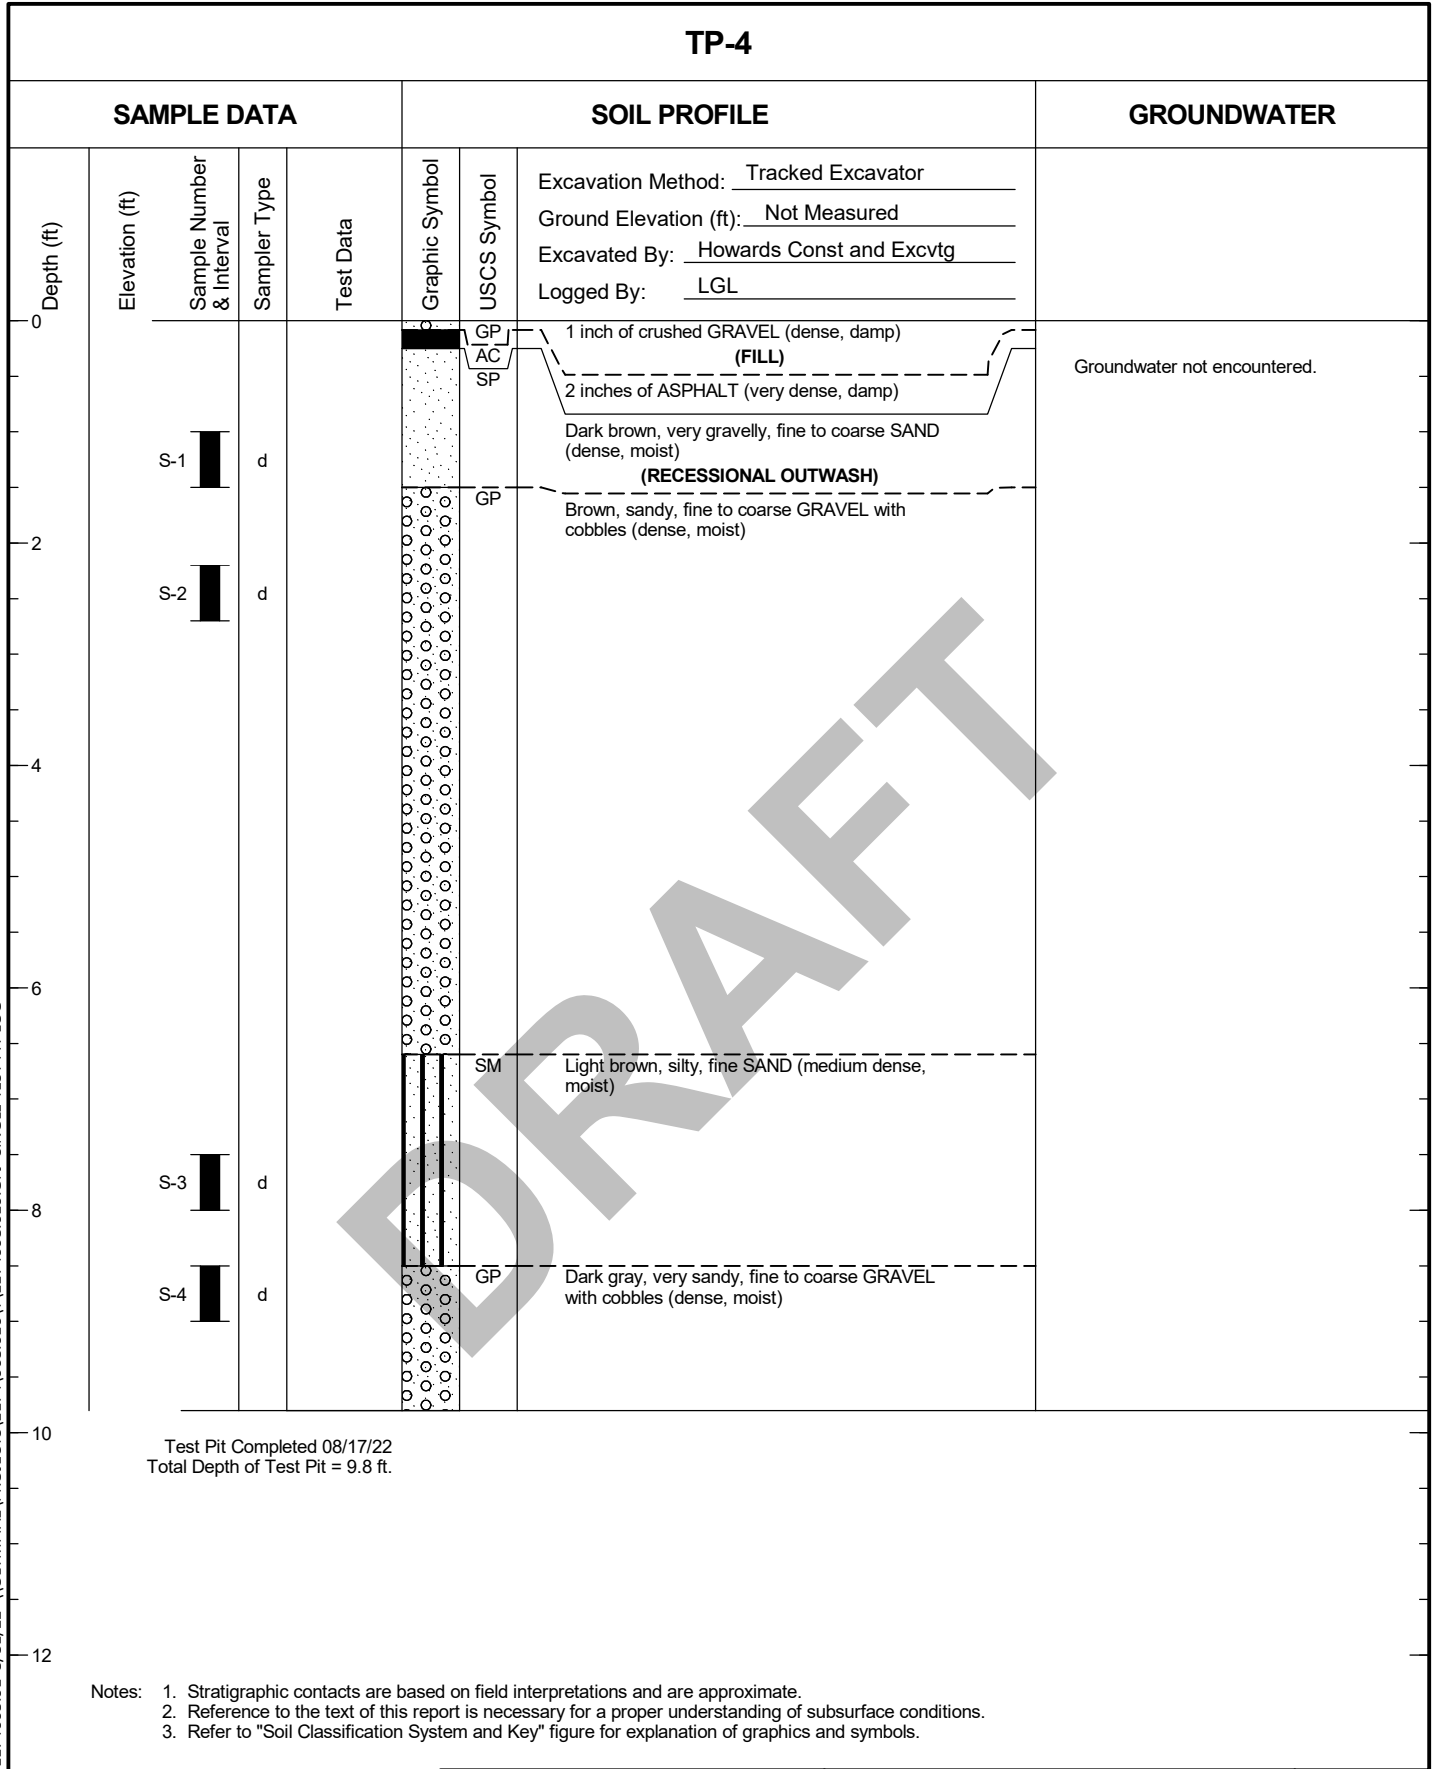 TP-4
SAMPLE DATA
SOIL PROFILE
GROUNDWATER
Depth (ft)
Elevation (ft)
Sample Number
& Interval
Sampler Type
Test Data
Graphic Symbol
USCS Symbol
Excavation Method: Tracked Excavator
Ground Elevation (ft): Not Measured
Excavated By: Howards Const and Excvtg
Logged By: LGL
0
GP
1 inch of crushed GRAVEL (dense, damp)
(FILL)
AC
2 inches of ASPHALT (very dense, damp)
SP
Dark brown, very gravelly, fine to coarse SAND
(dense, moist)
(RECESSIONAL OUTWASH)
Groundwater not encountered.
S-1
d
GP
Brown, sandy, fine to coarse GRAVEL with
cobbles (dense, moist)
2
S-2
d
4
6
SM
Light brown, silty, fine SAND (medium dense,
moist)
S-3
d
8
GP
Dark gray, very sandy, fine to coarse GRAVEL
with cobbles (dense, moist)
S-4
d
10
Test Pit Completed 08/17/22
Total Depth of Test Pit = 9.8 ft.
12
DRAFT
Notes: 1. Stratigraphic contacts are based on field interpretations and are approximate.
2. Reference to the text of this report is necessary for a proper understanding of subsurface conditions.
3. Refer to "Soil Classification System and Key" figure for explanation of graphics and symbols.